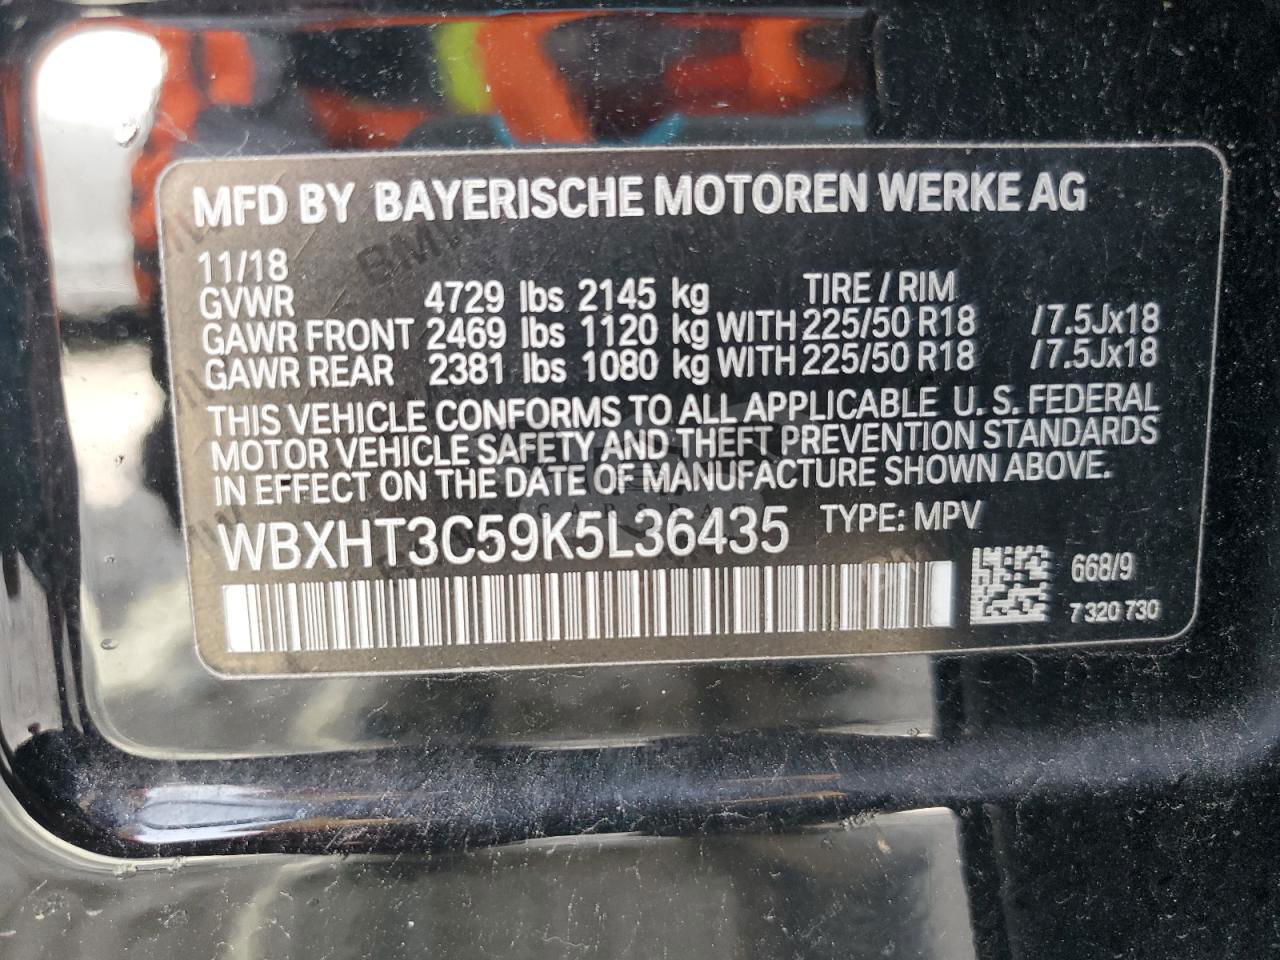 MFD BY BAYERISCHE MOTOREN WERKE AG
11/18
GVWR 4729 lbs 2145 kg TIRE / RIM
GAWR FRONT 2469 lbs 1120 kg WITH 225/50 R18 /7.5Jx18
GAWR REAR 2381 lbs 1080 kg WITH 225/50 R18 /7.5Jx18
THIS VEHICLE CONFORMS TO ALL APPLICABLE U.S. FEDERAL
MOTOR VEHICLE SAFETY AND THEFT PREVENTION STANDARDS
IN EFFECT ON THE DATE OF MANUFACTURE SHOWN ABOVE.
WBXHT3C59K5L36435 TYPE: MPV
668/9
7 320 730